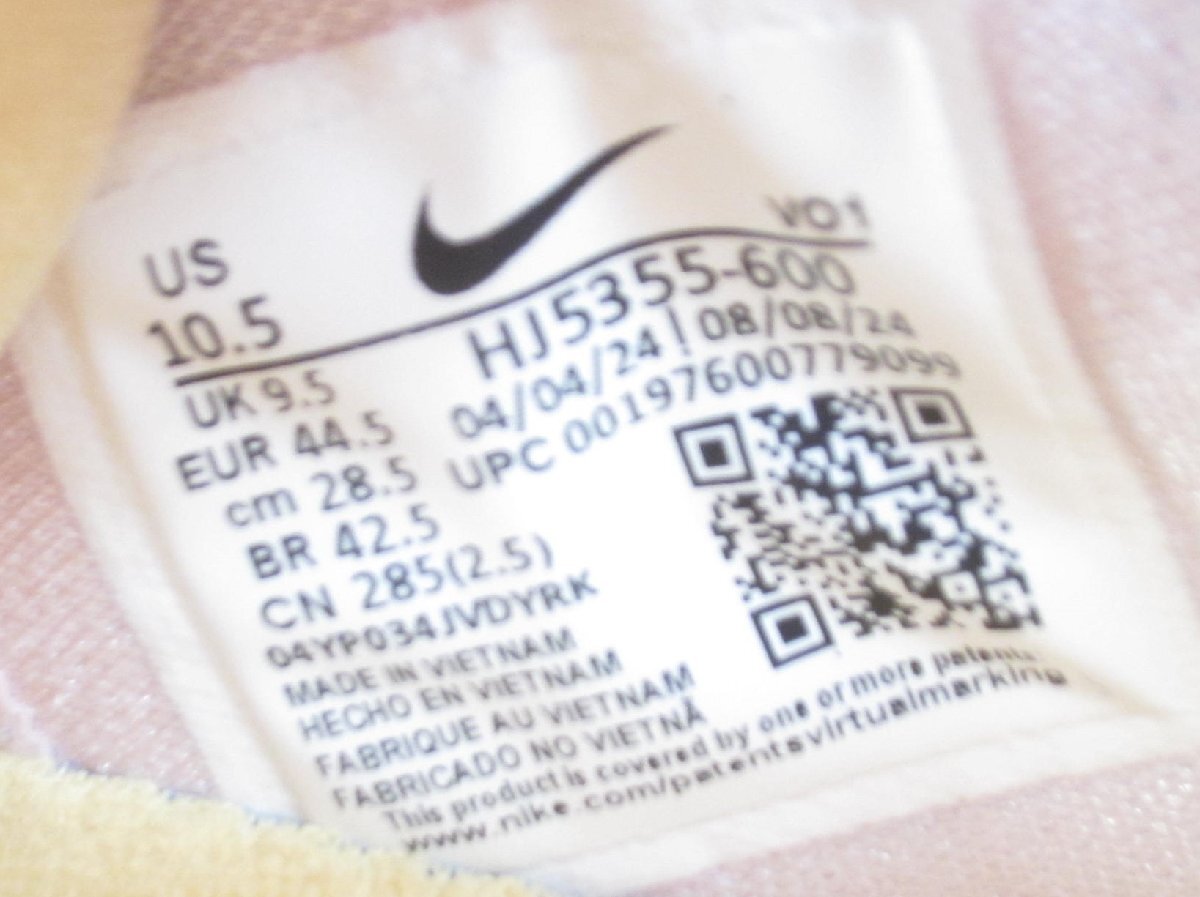 US
10.5
VO1
HJ5355-600
04/04/24 | 08/08/24
UPC 00197600779099
UK 9.5
EUR 44.5
cm 28.5
BR 42.5
CN 285(2.5)
04YP034JVDYRK
MADE IN VIETNAM
HECHO EN VIETNAM
FABRIQUE AU VIETNAM
FABRICADO NO VIETNÃ
This product is covered by one or more patents.
www.nike.com/patentsvirtualmarking